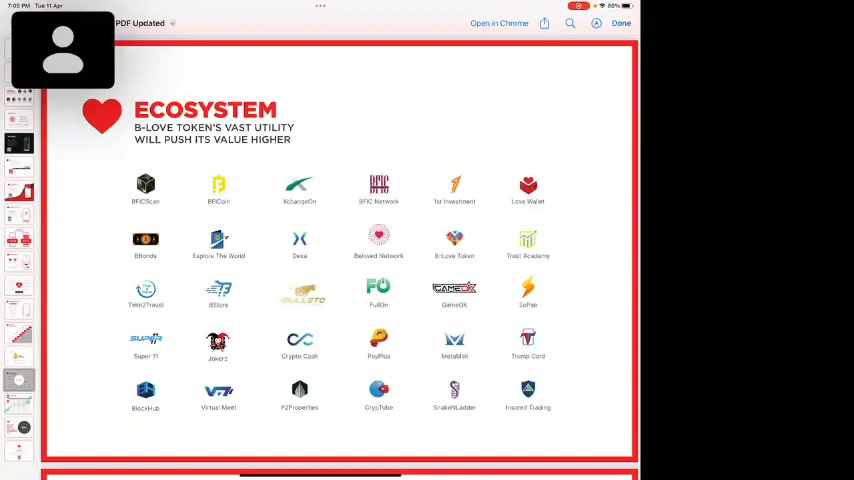 7:05 PM Tue 11 Apr
80%
PDF Updated
Open in Chrome
Done
ECOSYSTEM
B-LOVE TOKEN'S VAST UTILITY
WILL PUSH ITS VALUE HIGHER
BFICScan
BFICoin
XchangeOn
BFIC Network
1st Investment
Love Wallet
BBonds
Explore The World
Dexa
Beloved Network
B-Love Token
Trust Academy
Time2Travel
BStore
BULLETO
FullOn
GAMEOK
GameOK
SoPae
SUPER
Super 11
Jokerz
Crypto Cash
PayPlus
MetaMall
Trump Card
BlockHub
Virtual Meet
P2Properties
CrypTube
SnakeNLadder
Insured Trading